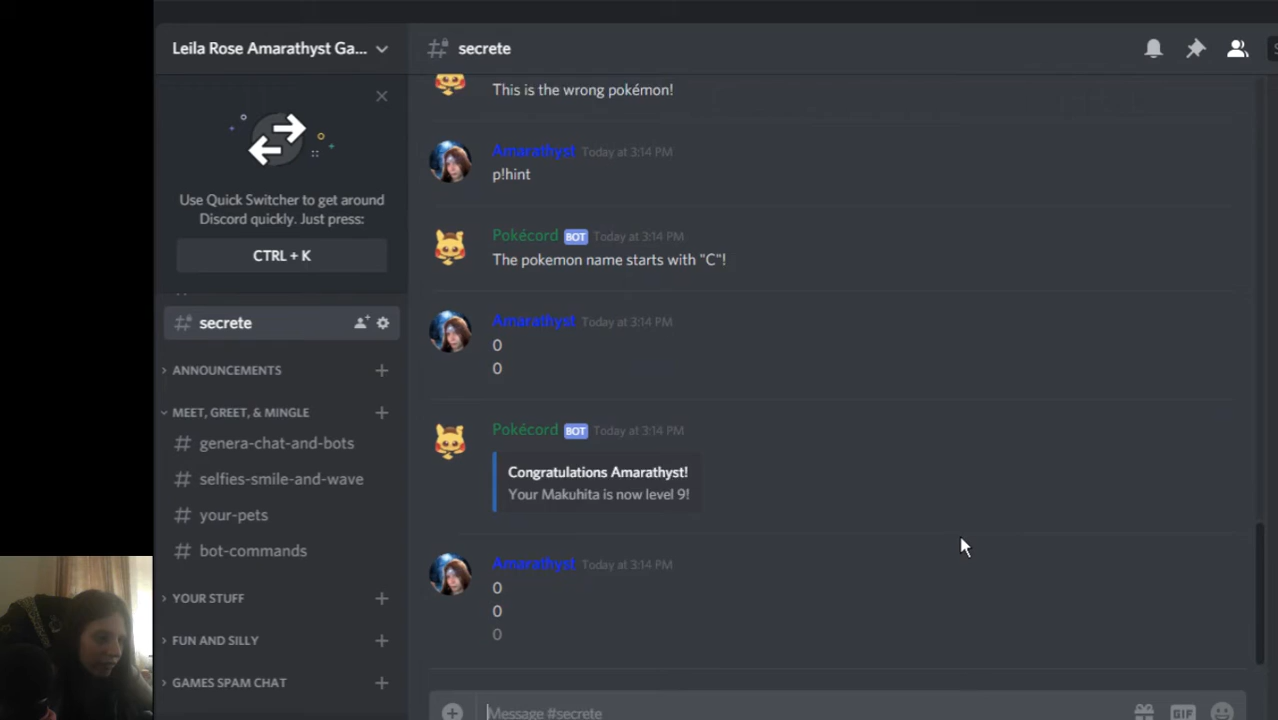 Leila Rose Amarathyst Ga...
secrete
Use Quick Switcher to get around
Discord quickly. Just press:
CTRL + K
secrete
ANNOUNCEMENTS
MEET, GREET, & MINGLE
genera-chat-and-bots
selfies-smile-and-wave
your-pets
bot-commands
YOUR STUFF
FUN AND SILLY
GAMES SPAM CHAT
This is the wrong pokémon!
Amarathyst Today at 3:14 PM
p!hint
Pokécord BOT Today at 3:14 PM
The pokemon name starts with "C"!
Amarathyst Today at 3:14 PM
0
0
Pokécord BOT Today at 3:14 PM
Congratulations Amarathyst!
Your Makuhita is now level 9!
Amarathyst Today at 3:14 PM
0
0
0
Message #secrete
GIF